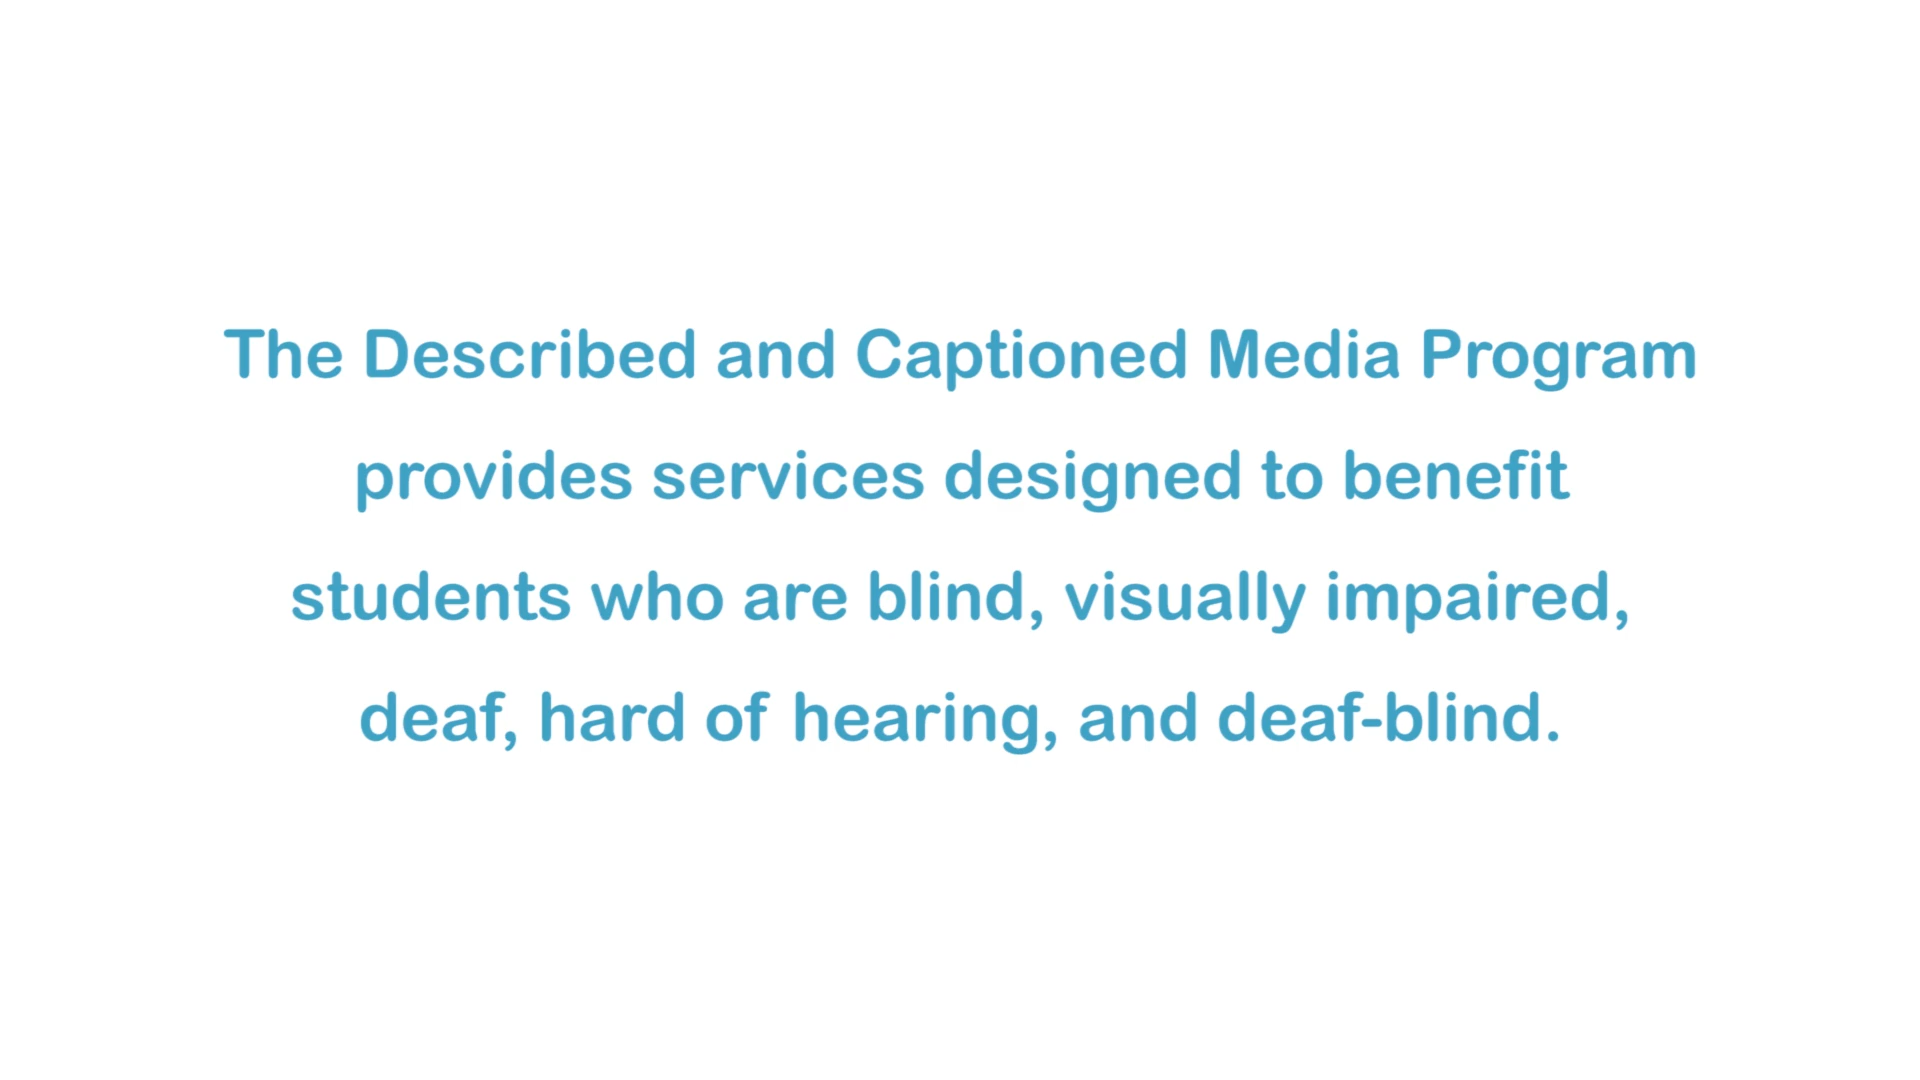 The Described and Captioned Media Program
provides services designed to benefit
students who are blind, visually impaired,
deaf, hard of hearing, and deaf-blind.